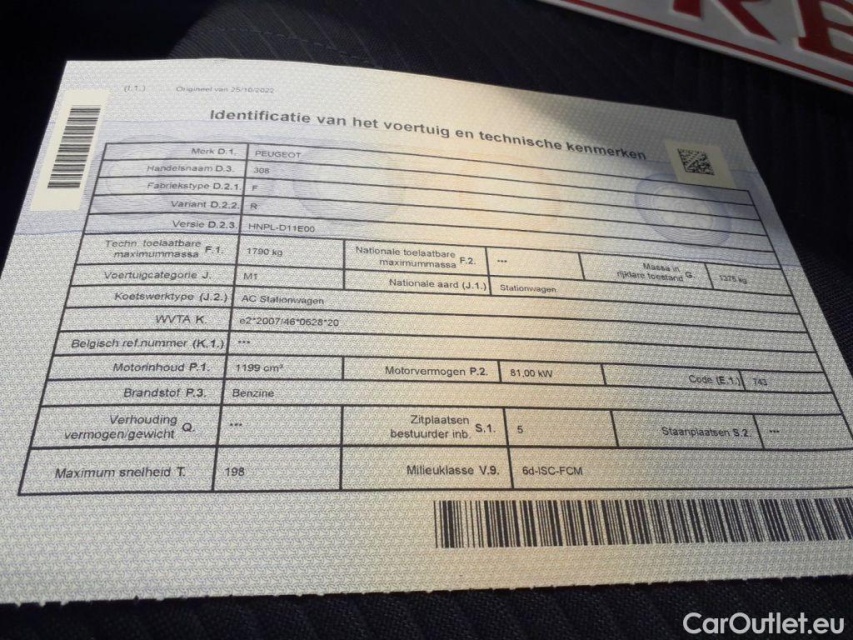 RE
(I.1.) Origineel van 25/10/2022
Identificatie van het voertuig en technische kenmerken
Merk D.1. PEUGEOT
Handelsnaam D.3. 308
Fabriekstype D.2.1. F
Variant D.2.2. R
Versie D.2.3. HNPL-D11E00
Techn. toelaatbare maximummassa F.1. 1790 kg Nationale toelaatbare maximummassa F.2. --- Massa in rijklare toestand G. 1375 kg
Voertuigcategorie J. M1 Nationale aard (J.1.) Stationwagen
Koetswerktype (J.2.) AC Stationwagen
WVTA K. e2*2007/46*0628*20
Belgisch ref.nummer (K.1.) ---
Motorinhoud P.1. 1199 cm³ Motorvermogen P.2. 81,00 kW Code (E.1.) 743
Brandstof P.3. Benzine
Verhouding vermogen/gewicht Q. --- Zitplaatsen bestuurder inb. S.1. 5 Staanplaatsen S.2. ---
Maximum snelheid T. 198 Milieuklasse V.9. 6d-ISC-FCM
CarOutlet.eu